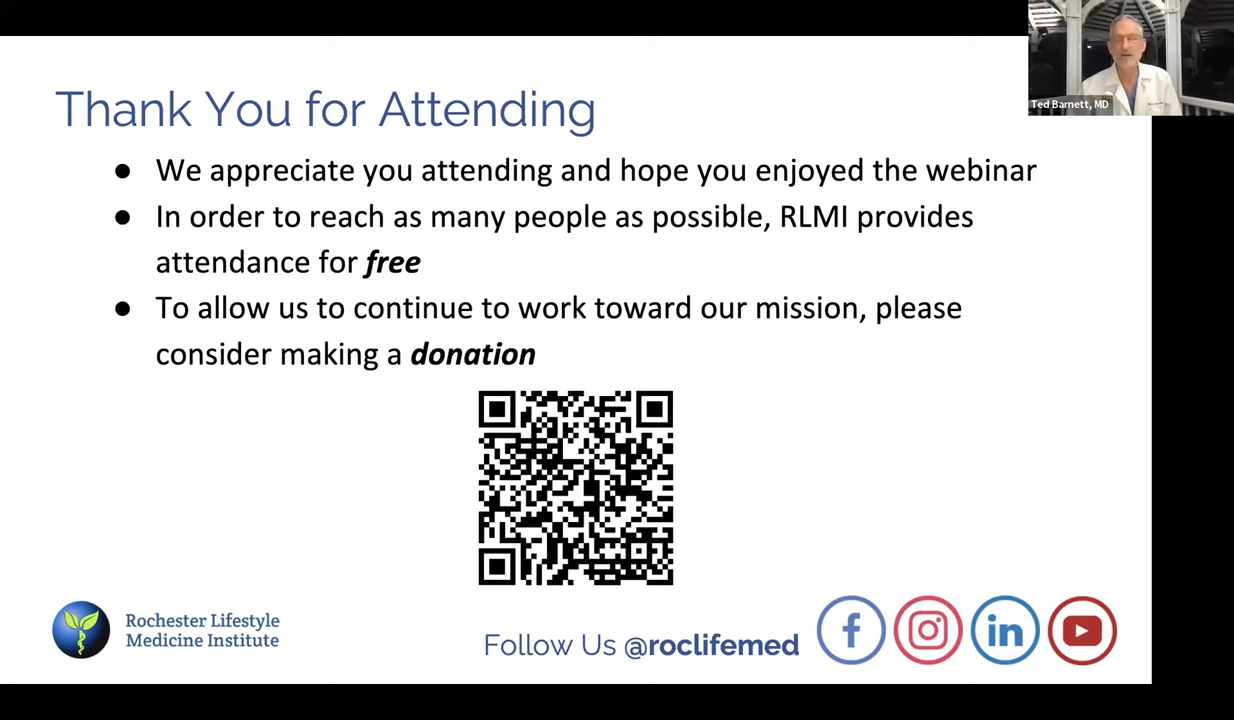 Thank You for Attending
● We appreciate you attending and hope you enjoyed the webinar
● In order to reach as many people as possible, RLMI provides
attendance for free
● To allow us to continue to work toward our mission, please
consider making a donation
Rochester Lifestyle
Medicine Institute
Follow Us @roclifemed
Ted Barnett, MD